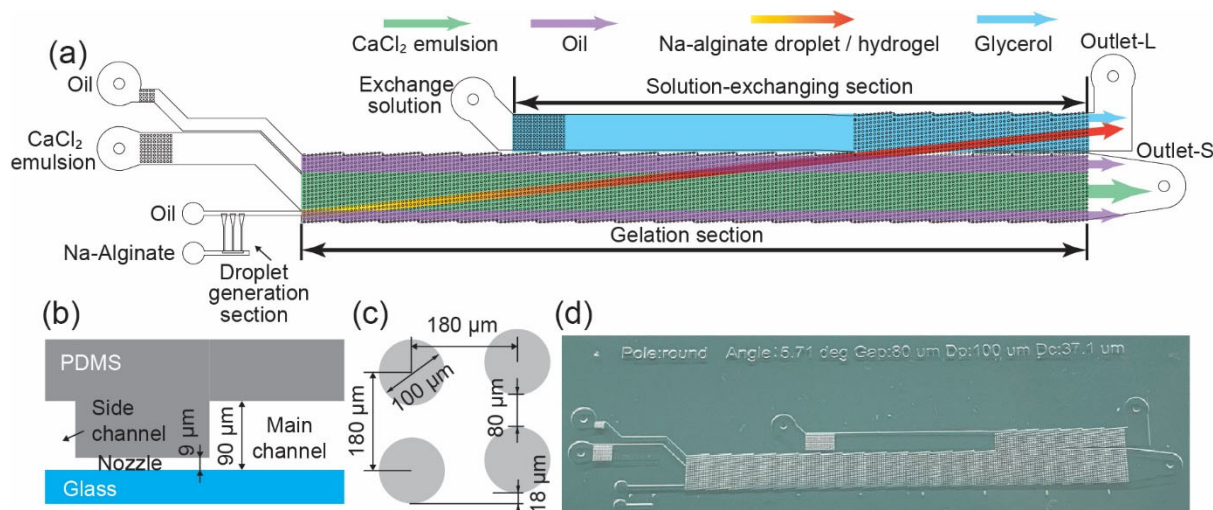 CaCl₂ emulsion
Oil
Na-alginate droplet / hydrogel
Glycerol
(a)
Oil
CaCl₂
emulsion
Oil
Na-Alginate
Droplet
generation
section
Exchange
solution
Solution-exchanging section
Outlet-L
Outlet-S
Gelation section
(b)
PDMS
Side
channel
9 µm
90 µm
Main
channel
Nozzle
Glass
(c)
180 µm
100 µm
180 µm
80 µm
18 µm
(d)
Pole:round Angle:5.71 deg Gap:80 um Dp:100 um Dc:37.1 um